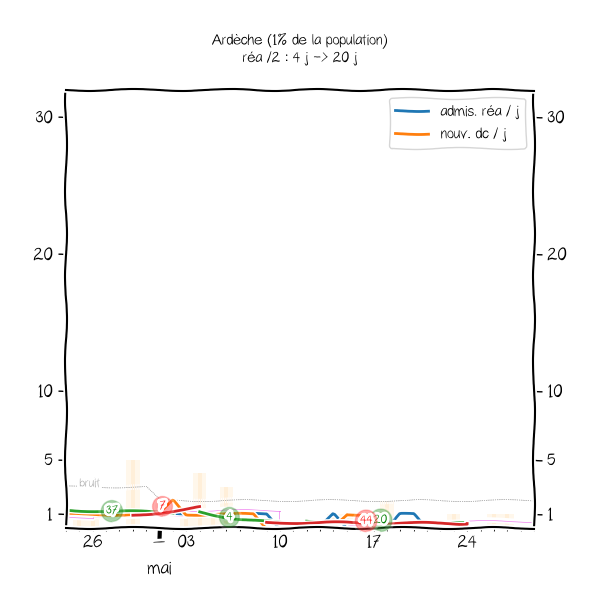 Ardèche (1% de la population)
réa /2 : 4 j -> 20 j
admis. réa / j
nouv. dc / j
30 30
20 20
10 10
5 5
1 1
bruit
37 7 4 44 20
26 1 03 10 17 24
mai